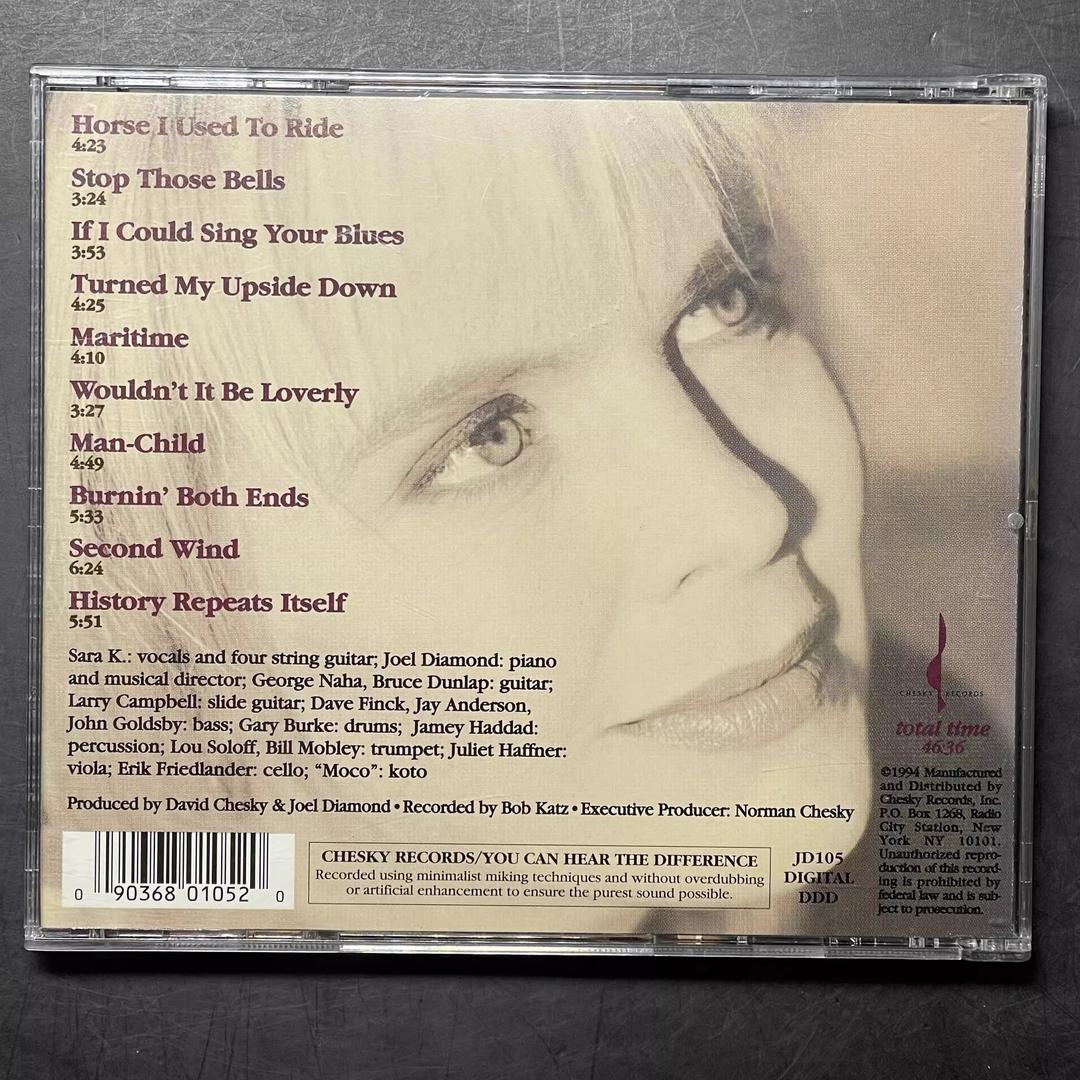 Horse I Used To Ride
4:23
Stop Those Bells
3:24
If I Could Sing Your Blues
3:53
Turned My Upside Down
4:25
Maritime
4:10
Wouldn't It Be Loverly
3:27
Man-Child
4:49
Burnin' Both Ends
5:33
Second Wind
6:24
History Repeats Itself
5:51
Sara K.: vocals and four string guitar; Joel Diamond: piano
and musical director; George Naha, Bruce Dunlap: guitar;
Larry Campbell: slide guitar; Dave Finck, Jay Anderson,
John Goldsby: bass; Gary Burke: drums; Jamey Haddad:
percussion; Lou Soloff, Bill Mobley: trumpet; Juliet Haffner:
viola; Erik Friedlander: cello; "Moco": koto
Produced by David Chesky & Joel Diamond • Recorded by Bob Katz • Executive Producer: Norman Chesky
0 90368 01052 0
CHESKY RECORDS/YOU CAN HEAR THE DIFFERENCE
Recorded using minimalist miking techniques and without overdubbing
or artificial enhancement to ensure the purest sound possible.
JD105
DIGITAL
DDD
CHESKY RECORDS
total time
46:36
©1994 Manufactured
and Distributed by
Chesky Records, Inc.
P.O. Box 1268, Radio
City Station, New
York NY 10101.
Unauthorized repro-
duction of this record-
ing is prohibited by
federal law and is sub-
ject to prosecution.